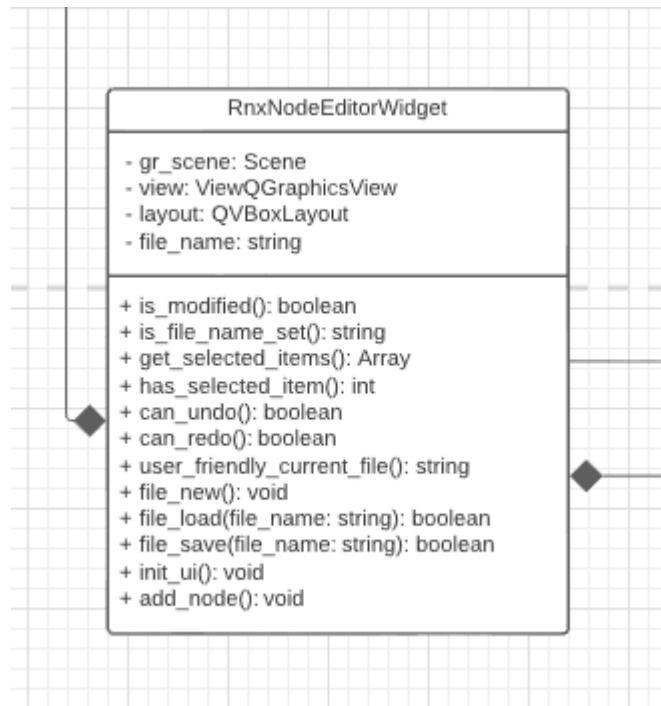 RnxNodeEditorWidget
- gr_scene: Scene
- view: ViewQGraphicsView
- layout: QVBoxLayout
- file_name: string
+ is_modified(): boolean
+ is_file_name_set(): string
+ get_selected_items(): Array
+ has_selected_item(): int
+ can_undo(): boolean
+ can_redo(): boolean
+ user_friendly_current_file(): string
+ file_new(): void
+ file_load(file_name: string): boolean
+ file_save(file_name: string): boolean
+ init_ui(): void
+ add_node(): void